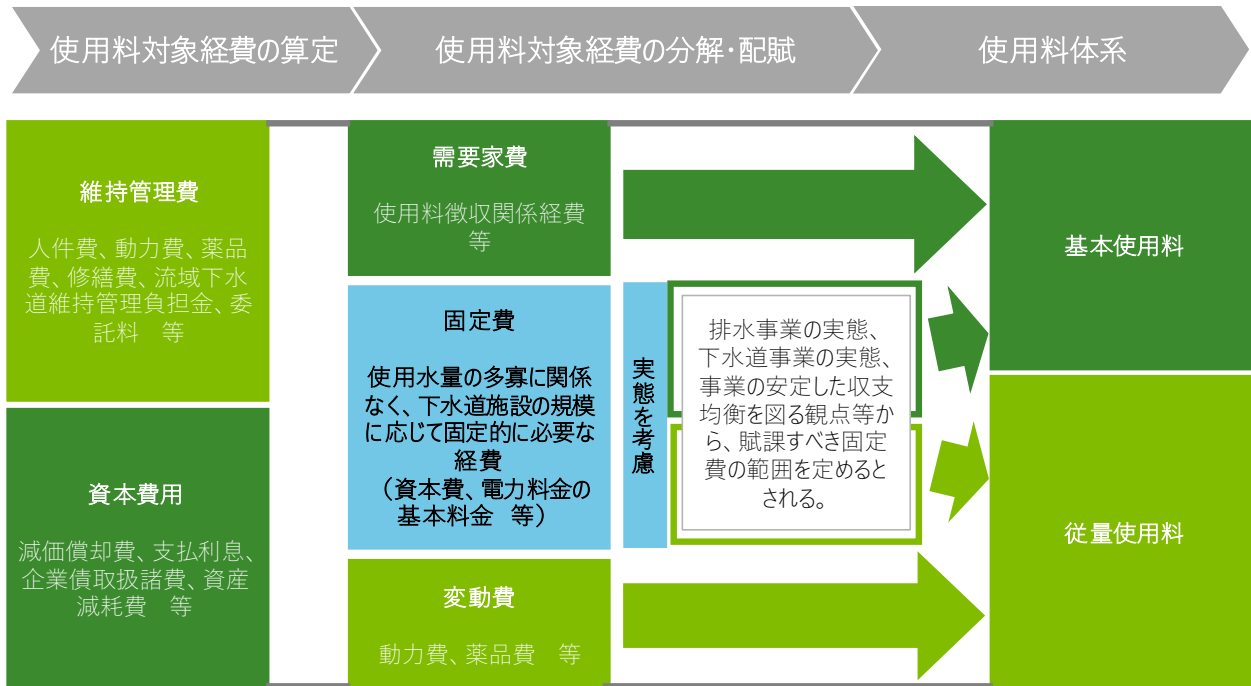 使用料対象経費の算定
使用料対象経費の分解・配賦
使用料体系
維持管理費
人件費、動力費、薬品
費、修繕費、流域下水
道維持管理負担金、委
託料　等
資本費用
減価償却費、支払利息、
企業債取扱諸費、資産
減耗費　等
需要家費
使用料徴収関係経費
等
固定費
使用水量の多寡に関係
なく、下水道施設の規模
に応じて固定的に必要な
経費
（資本費、電力料金の
基本料金　等）
変動費
動力費、薬品費　等
実態を考慮
排水事業の実態、
下水道事業の実態、
事業の安定した収支
均衡を図る観点等か
ら、賦課すべき固定
費の範囲を定めると
される。
基本使用料
従量使用料